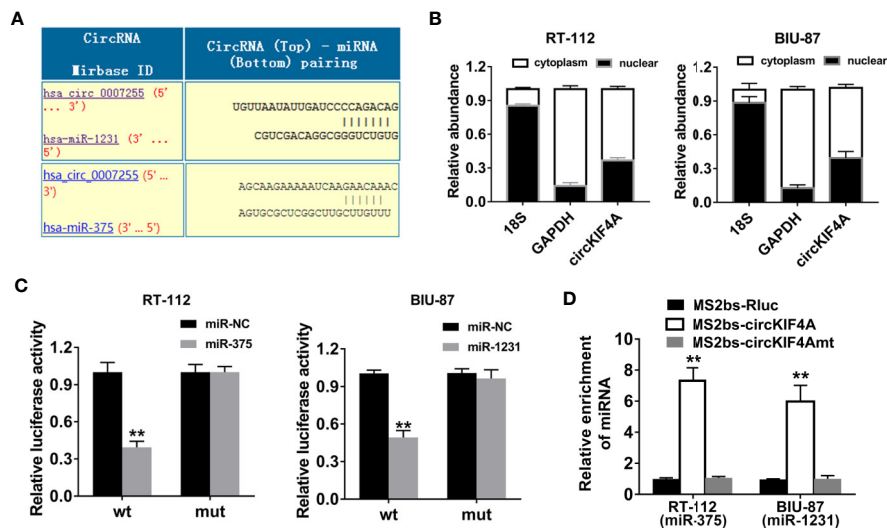 A
CircRNA
Mirbase ID
CircRNA (Top) - miRNA
(Bottom) pairing
hsa_circ_0007255 (5'
... 3')
hsa-miR-1231 (3' ...
5')
UGUUAAUAUUGAUCCCCAGACAG
|||||||
CGUCGACAGGCGGGUCUGUG
hsa_circ_0007255 (5' ...
3')
hsa-miR-375 (3' ... 5')
AGCAAGAAAAAUCAAGAACAAAC
||||||
AGUGCGCUCGGCUUGCUUGUUU
B
RT-112
cytoplasm nuclear
Relative abundance
1.2
0.9
0.6
0.3
0.0
18S
GAPDH
circKIF4A
BIU-87
cytoplasm nuclear
Relative abundance
1.2
0.9
0.6
0.3
0.0
18S
GAPDH
circKIF4A
C
RT-112
miR-NC
miR-375
Relative luciferase activity
1.2
0.9
0.6
0.3
0.0
**
wt
mut
BIU-87
miR-NC
miR-1231
Relative luciferase activity
1.2
0.9
0.6
0.3
0.0
**
wt
mut
D
MS2bs-Rluc
MS2bs-circKIF4A
MS2bs-circKIF4Amt
Relative enrichment
of miRNA
8
6
4
2
0
**
**
RT-112
(miR-375)
BIU-87
(miR-1231)